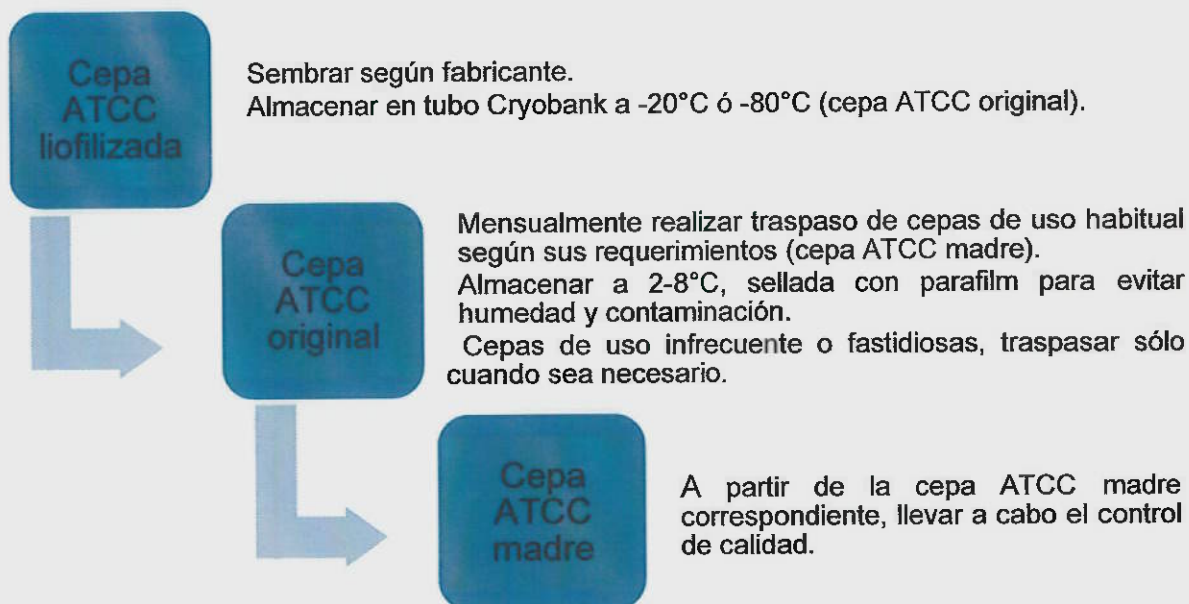 Cepa
ATCC
liofilizada
Sembrar según fabricante.
Almacenar en tubo Cryobank a -20°C ó -80°C (cepa ATCC original).
Cepa
ATCC
original
Mensualmente realizar traspaso de cepas de uso habitual
según sus requerimientos (cepa ATCC madre).
Almacenar a 2-8°C, sellada con parafilm para evitar
humedad y contaminación.
Cepas de uso infrecuente o fastidiosas, traspasar sólo
cuando sea necesario.
Cepa
ATCC
madre
A partir de la cepa ATCC madre
correspondiente, llevar a cabo el control
de calidad.